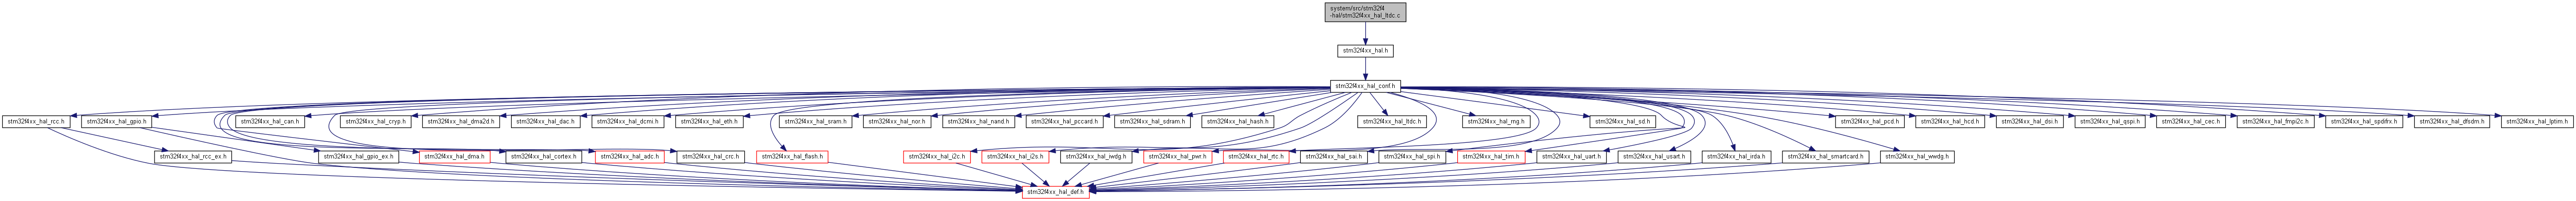 system/src/stm32f4
-hal/stm32f4xx_hal_ltdc.c
stm32f4xx_hal.h
stm32f4xx_hal_conf.h
stm32f4xx_hal_rcc.h
stm32f4xx_hal_gpio.h
stm32f4xx_hal_can.h
stm32f4xx_hal_cryp.h
stm32f4xx_hal_dma2d.h
stm32f4xx_hal_dac.h
stm32f4xx_hal_dcmi.h
stm32f4xx_hal_eth.h
stm32f4xx_hal_sram.h
stm32f4xx_hal_nor.h
stm32f4xx_hal_nand.h
stm32f4xx_hal_pccard.h
stm32f4xx_hal_sdram.h
stm32f4xx_hal_hash.h
stm32f4xx_hal_ltdc.h
stm32f4xx_hal_rng.h
stm32f4xx_hal_sd.h
stm32f4xx_hal_pcd.h
stm32f4xx_hal_hcd.h
stm32f4xx_hal_dsi.h
stm32f4xx_hal_qspi.h
stm32f4xx_hal_cec.h
stm32f4xx_hal_fmpi2c.h
stm32f4xx_hal_spdifrx.h
stm32f4xx_hal_dfsdm.h
stm32f4xx_hal_lptim.h
stm32f4xx_hal_rcc_ex.h
stm32f4xx_hal_gpio_ex.h
stm32f4xx_hal_dma.h
stm32f4xx_hal_cortex.h
stm32f4xx_hal_adc.h
stm32f4xx_hal_crc.h
stm32f4xx_hal_flash.h
stm32f4xx_hal_i2c.h
stm32f4xx_hal_i2s.h
stm32f4xx_hal_iwdg.h
stm32f4xx_hal_pwr.h
stm32f4xx_hal_rtc.h
stm32f4xx_hal_sai.h
stm32f4xx_hal_spi.h
stm32f4xx_hal_tim.h
stm32f4xx_hal_uart.h
stm32f4xx_hal_usart.h
stm32f4xx_hal_irda.h
stm32f4xx_hal_smartcard.h
stm32f4xx_hal_wwdg.h
stm32f4xx_hal_def.h